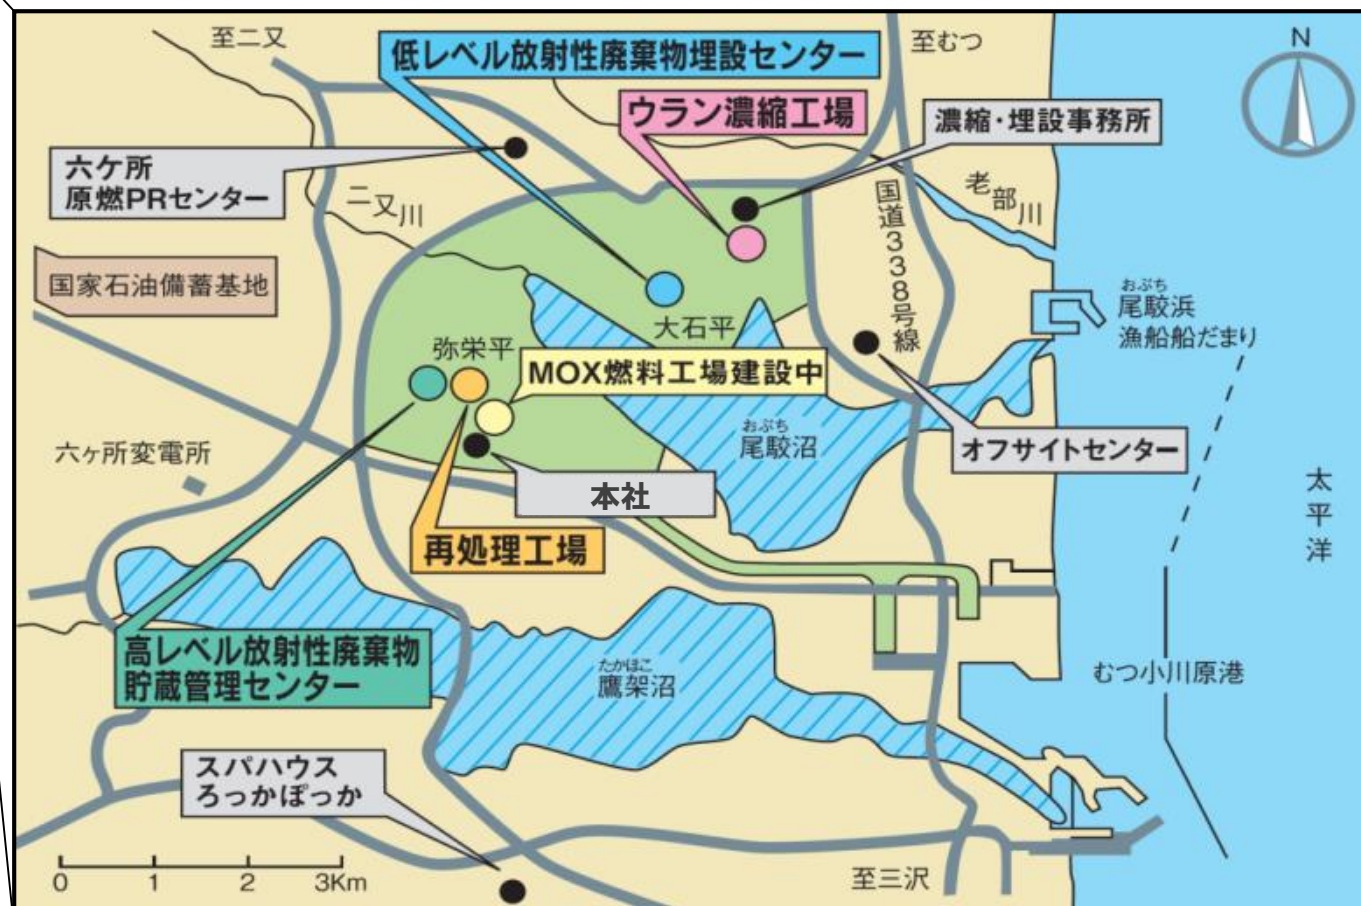 至二又
低レベル放射性廃棄物埋設センター
至むつ
N
ウラン濃縮工場
濃縮・埋設事務所
六ケ所
原燃PRセンター
二又川
国道338号線
老部川
国家石油備蓄基地
おぶち
尾駮浜
漁船船だまり
大石平
弥栄平
MOX燃料工場建設中
おぶち
尾駮沼
オフサイトセンター
六ヶ所変電所
本社
太平洋
再処理工場
高レベル放射性廃棄物
貯蔵管理センター
たかほこ
鷹架沼
むつ小川原港
スパハウス
ろっかぽっか
至三沢
0 1 2 3Km